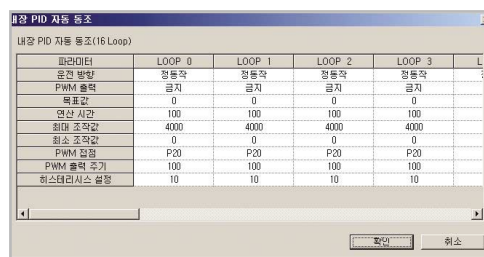 내장 PID 자동 동조
내장 PID 자동 동조(16 Loop)
파라미터 LOOP 0 LOOP 1 LOOP 2 LOOP 3 L
운전 방향 정동작 정동작 정동작 정동작
PWM 출력 금지 금지 금지 금지
목표값 0 0 0 0
연산 시간 100 100 100 100
최대 조작값 4000 4000 4000 4000
최소 조작값 0 0 0 0
PWM 접점 P20 P20 P20 P20
PWM 출력 주기 100 100 100 100
히스테리시스 설정 10 10 10 10
확인 취소